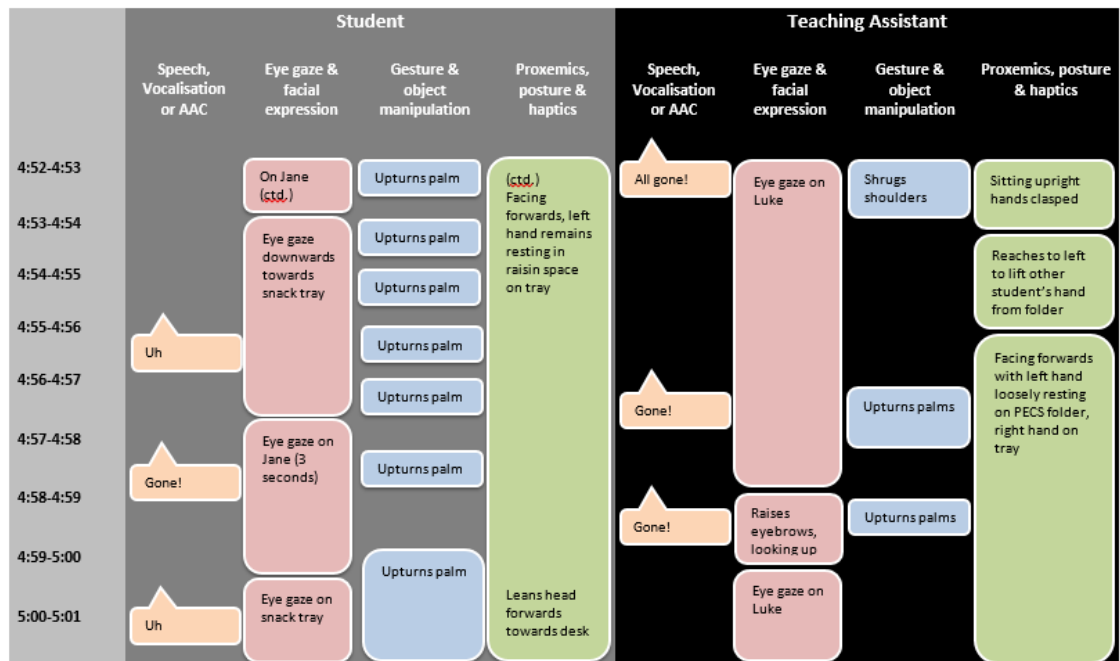 Student
Teaching Assistant
Speech,
Vocalisation
or AAC
Eye gaze &
facial
expression
Gesture &
object
manipulation
Proxemics,
posture &
haptics
Speech,
Vocalisation
or AAC
Eye gaze &
facial
expression
Gesture &
object
manipulation
Proxemics, posture
& haptics
4:52-4:53
On Jane
(ctd.)
Upturns palm
(ctd.)
Facing
forwards, left
hand remains
resting in
raisin space
on tray
All gone!
Eye gaze on
Luke
Shrugs
shoulders
Sitting upright
hands clasped
4:53-4:54
Eye gaze
downwards
towards
snack tray
Upturns palm
Reaches to left
to lift other
student's hand
from folder
4:54-4:55
Upturns palm
4:55-4:56
Uh
Upturns palm
Facing forwards
with left hand
loosely resting
on PECS folder,
right hand on
tray
4:56-4:57
Upturns palm
Gone!
Upturns palms
4:57-4:58
Gone!
Eye gaze on
Jane (3
seconds)
Upturns palm
4:58-4:59
Gone!
Raises
eyebrows,
looking up
Upturns palms
4:59-5:00
Upturns palm
Eye gaze on
Luke
5:00-5:01
Uh
Eye gaze on
snack tray
Leans head
forwards
towards desk